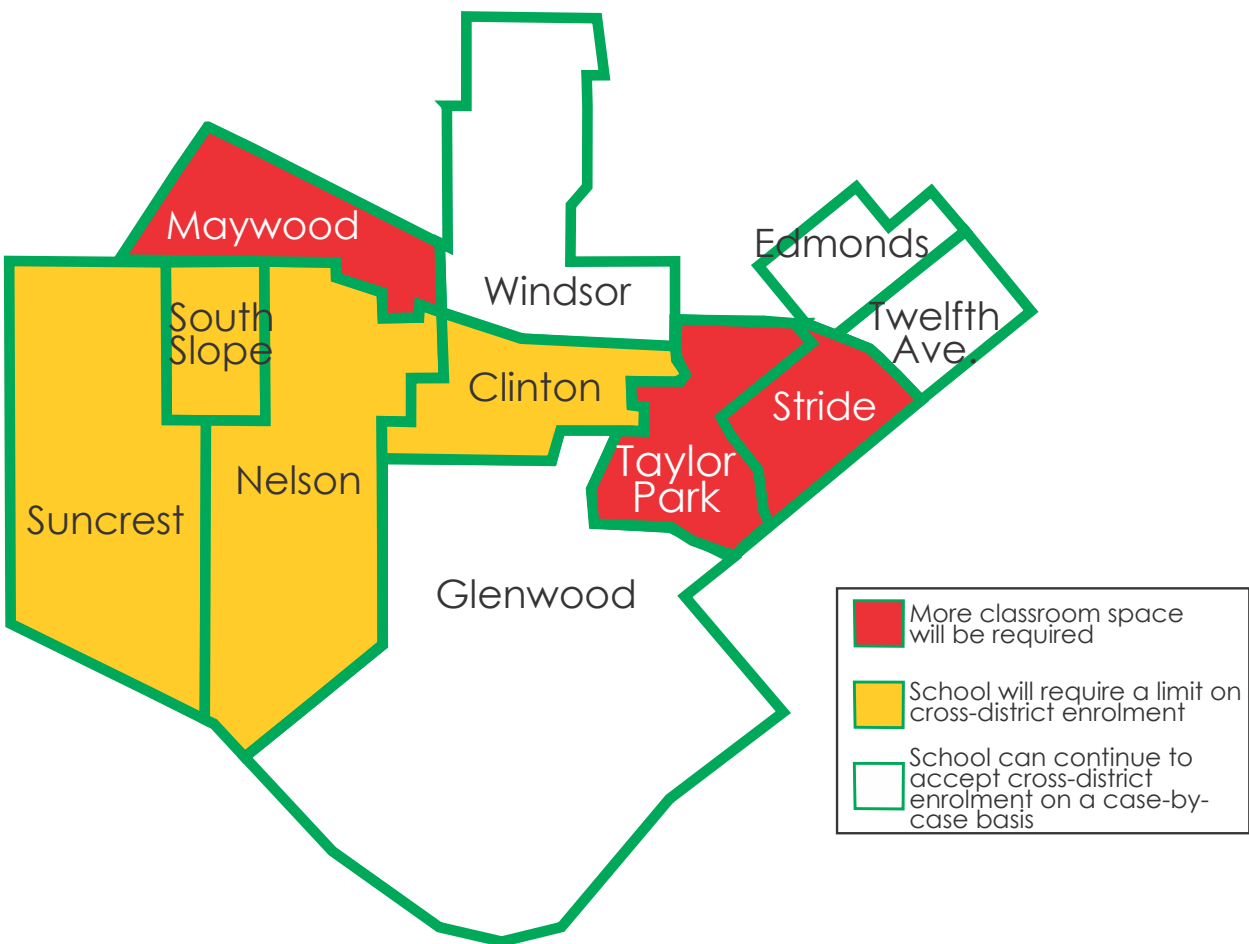 Maywood
Edmonds
Windsor
South
Slope
Twelfth
Ave.
Clinton
Stride
Taylor
Park
Nelson
Suncrest
Glenwood
More classroom space
will be required
School will require a limit on
cross-district enrolment
School can continue to
accept cross-district
enrolment on a case-by-
case basis